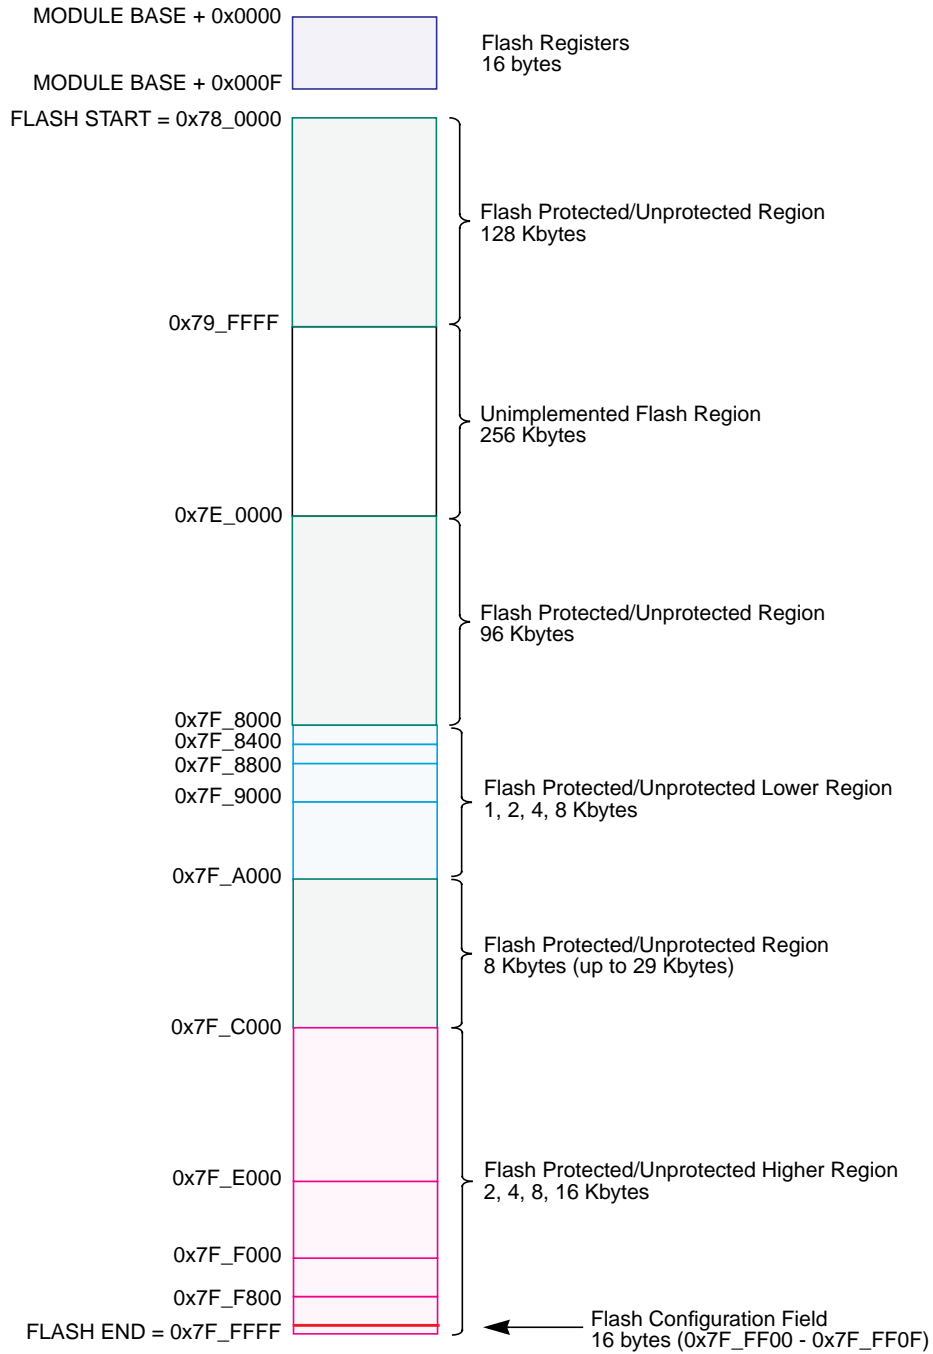 MODULE BASE + 0x0000
Flash Registers
16 bytes
MODULE BASE + 0x000F
FLASH START = 0x78_0000
Flash Protected/Unprotected Region
128 Kbytes
0x79_FFFF
Unimplemented Flash Region
256 Kbytes
0x7E_0000
Flash Protected/Unprotected Region
96 Kbytes
0x7F_8000
0x7F_8400
0x7F_8800
0x7F_9000
Flash Protected/Unprotected Lower Region
1, 2, 4, 8 Kbytes
0x7F_A000
Flash Protected/Unprotected Region
8 Kbytes (up to 29 Kbytes)
0x7F_C000
Flash Protected/Unprotected Higher Region
2, 4, 8, 16 Kbytes
0x7F_E000
0x7F_F000
0x7F_F800
FLASH END = 0x7F_FFFF
Flash Configuration Field
16 bytes (0x7F_FF00 - 0x7F_FF0F)